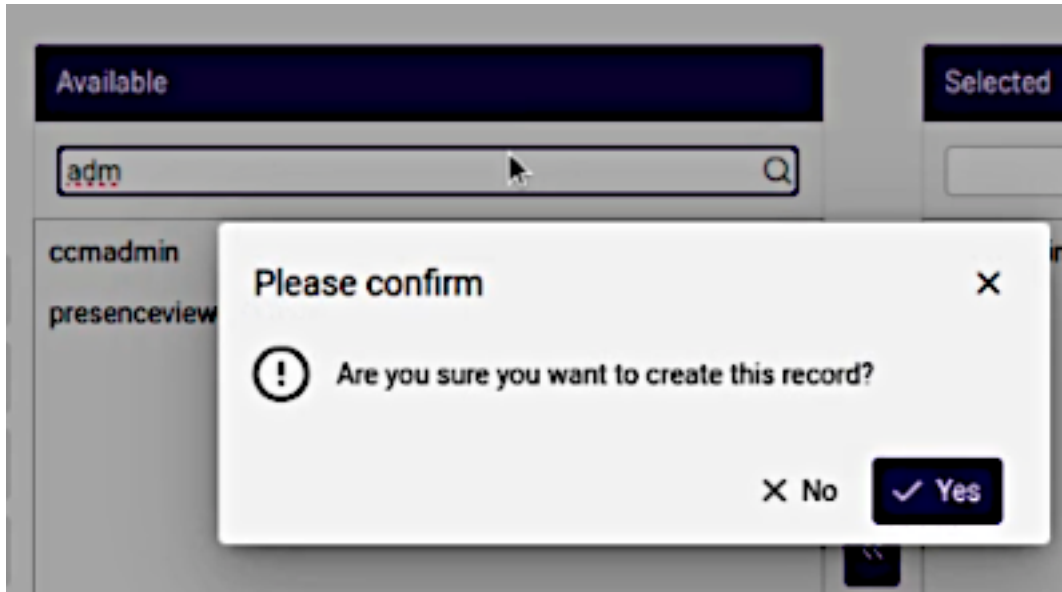 Available
Selected
adm
ccmadmin
presenceview
Please confirm
Are you sure you want to create this record?
No
Yes